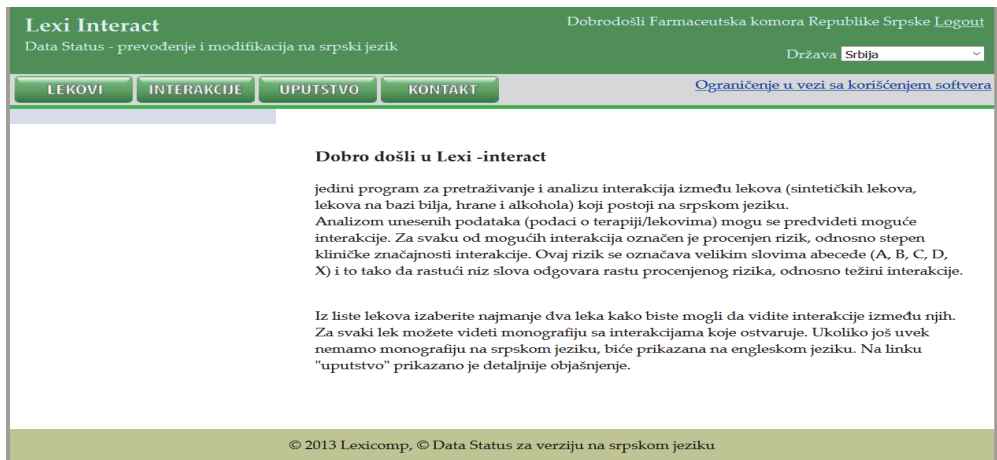 Lexi Interact
Dobrodošli Farmaceutska komora Republike Srpske Logout
Data Status - prevođenje i modifikacija na srpski jezik
Država Srbija
LEKOVI INTERAKCIJE UPUTSTVO KONTAKT
Ograničenje u vezi sa korišćenjem softvera
Dobro došli u Lexi -interact
jedini program za pretraživanje i analizu interakcija između lekova (sintetičkih lekova,
lekova na bazi bilja, hrane i alkohola) koji postoji na srpskom jeziku.
Analizom unesenih podataka (podaci o terapiji/lekovima) mogu se predvideti moguće
interakcije. Za svaku od mogućih interakcija označen je procenjen rizik, odnosno stepen
kliničke značajnosti interakcije. Ovaj rizik se označava velikim slovima abecede (A, B, C, D,
X) i to tako da rastući niz slova odgovara rastu procenjenog rizika, odnosno težini interakcije.
Iz liste lekova izaberite najmanje dva leka kako biste mogli da vidite interakcije između njih.
Za svaki lek možete videti monografiju sa interakcijama koje ostvaruje. Ukoliko još uvek
nemamo monografiju na srpskom jeziku, biće prikazana na engleskom jeziku. Na linku
"uputstvo" prikazano je detaljnije objašnjenje.
© 2013 Lexicomp, © Data Status za verziju na srpskom jeziku